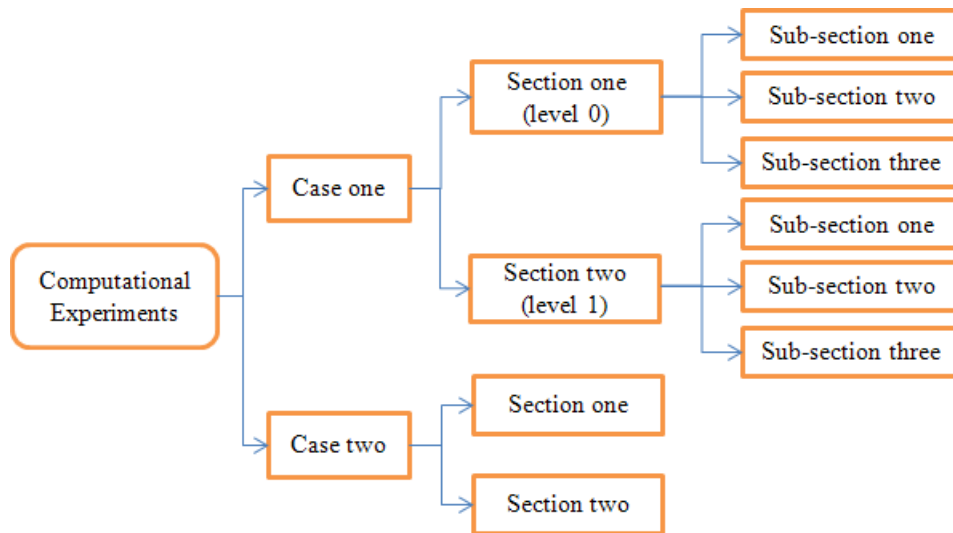 Computational
Experiments
Case one
Section one
(level 0)
Sub-section one
Sub-section two
Sub-section three
Section two
(level 1)
Sub-section one
Sub-section two
Sub-section three
Case two
Section one
Section two